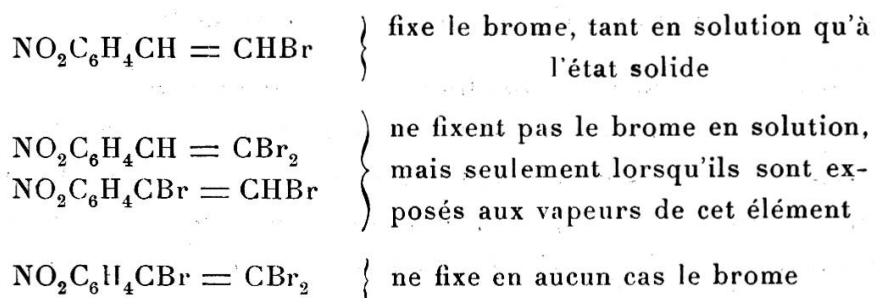 NO₂C₆H₄CH = CHBr { fixe le brome, tant en solution qu'à
l'état solide
NO₂C₆H₄CH = CBr₂
NO₂C₆H₄CBr = CHBr
ne fixent pas le brome en solution,
mais seulement lorsqu'ils sont ex-
posés aux vapeurs de cet élément
NO₂C₆H₄CBr = CBr₂ { ne fixe en aucun cas le brome